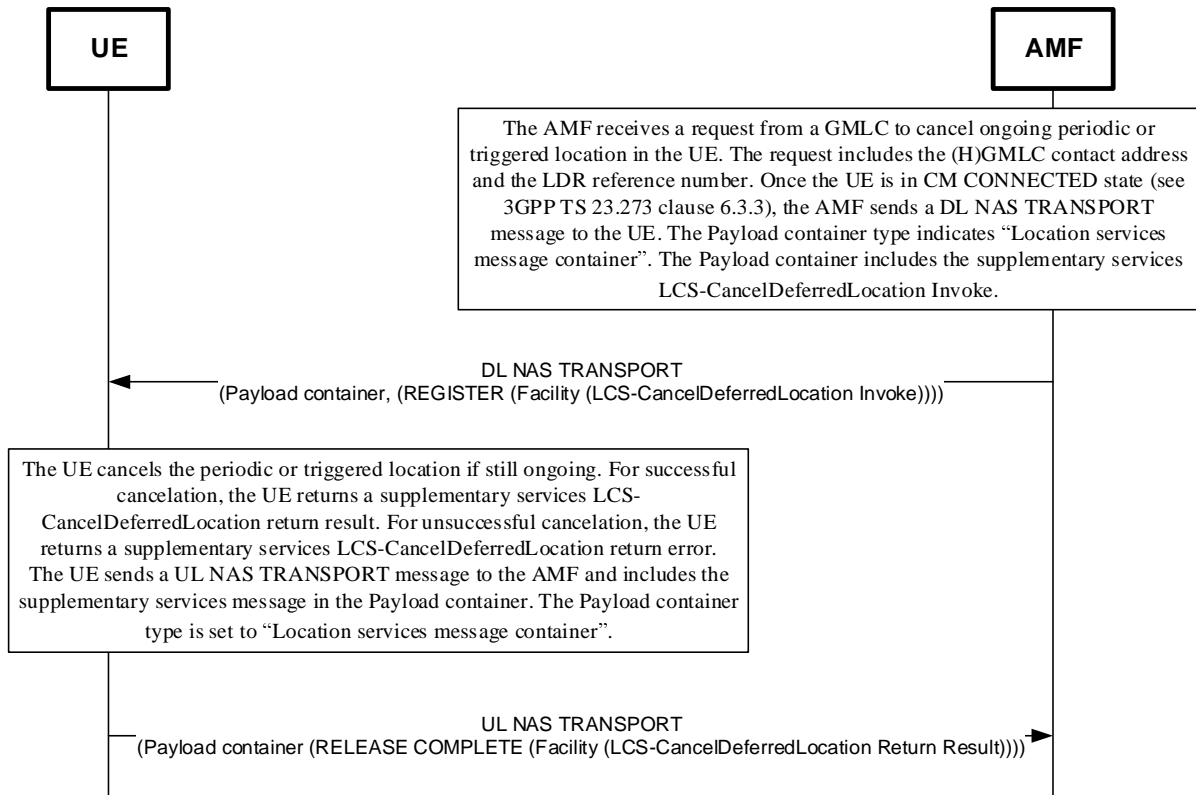 UE
AMF
The AMF receives a request from a GMLC to cancel ongoing periodic or
triggered location in the UE. The request includes the (H)GMLC contact address
and the LDR reference number. Once the UE is in CM CONNECTED state (see
3GPP TS 23.273 clause 6.3.3), the AMF sends a DL NAS TRANSPORT
message to the UE. The Payload container type indicates “Location services
message container”. The Payload container includes the supplementary services
LCS-CancelDeferredLocation Invoke.
DL NAS TRANSPORT
(Payload container, (REGISTER (Facility (LCS-CancelDeferredLocation Invoke))))
The UE cancels the periodic or triggered location if still ongoing. For successful
cancelation, the UE returns a supplementary services LCS-
CancelDeferredLocation return result. For unsuccessful cancelation, the UE
returns a supplementary services LCS-CancelDeferredLocation return error.
The UE sends a UL NAS TRANSPORT message to the AMF and includes the
supplementary services message in the Payload container. The Payload container
type is set to “Location services message container”.
UL NAS TRANSPORT
(Payload container (RELEASE COMPLETE (Facility (LCS-CancelDeferredLocation Return Result))))